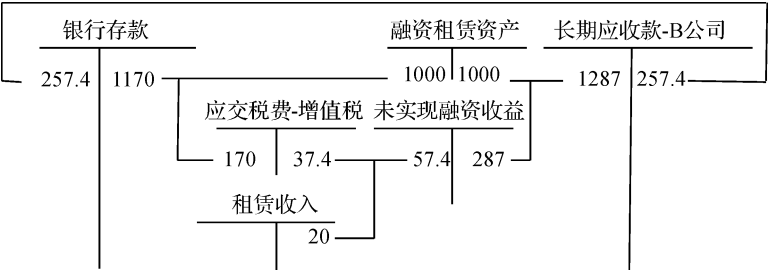 银行存款 融资租赁资产 长期应收款-B公司
257.4 1170 1000 1000 1287 257.4
应交税费-增值税 未实现融资收益
170 37.4 57.4 287
租赁收入
20